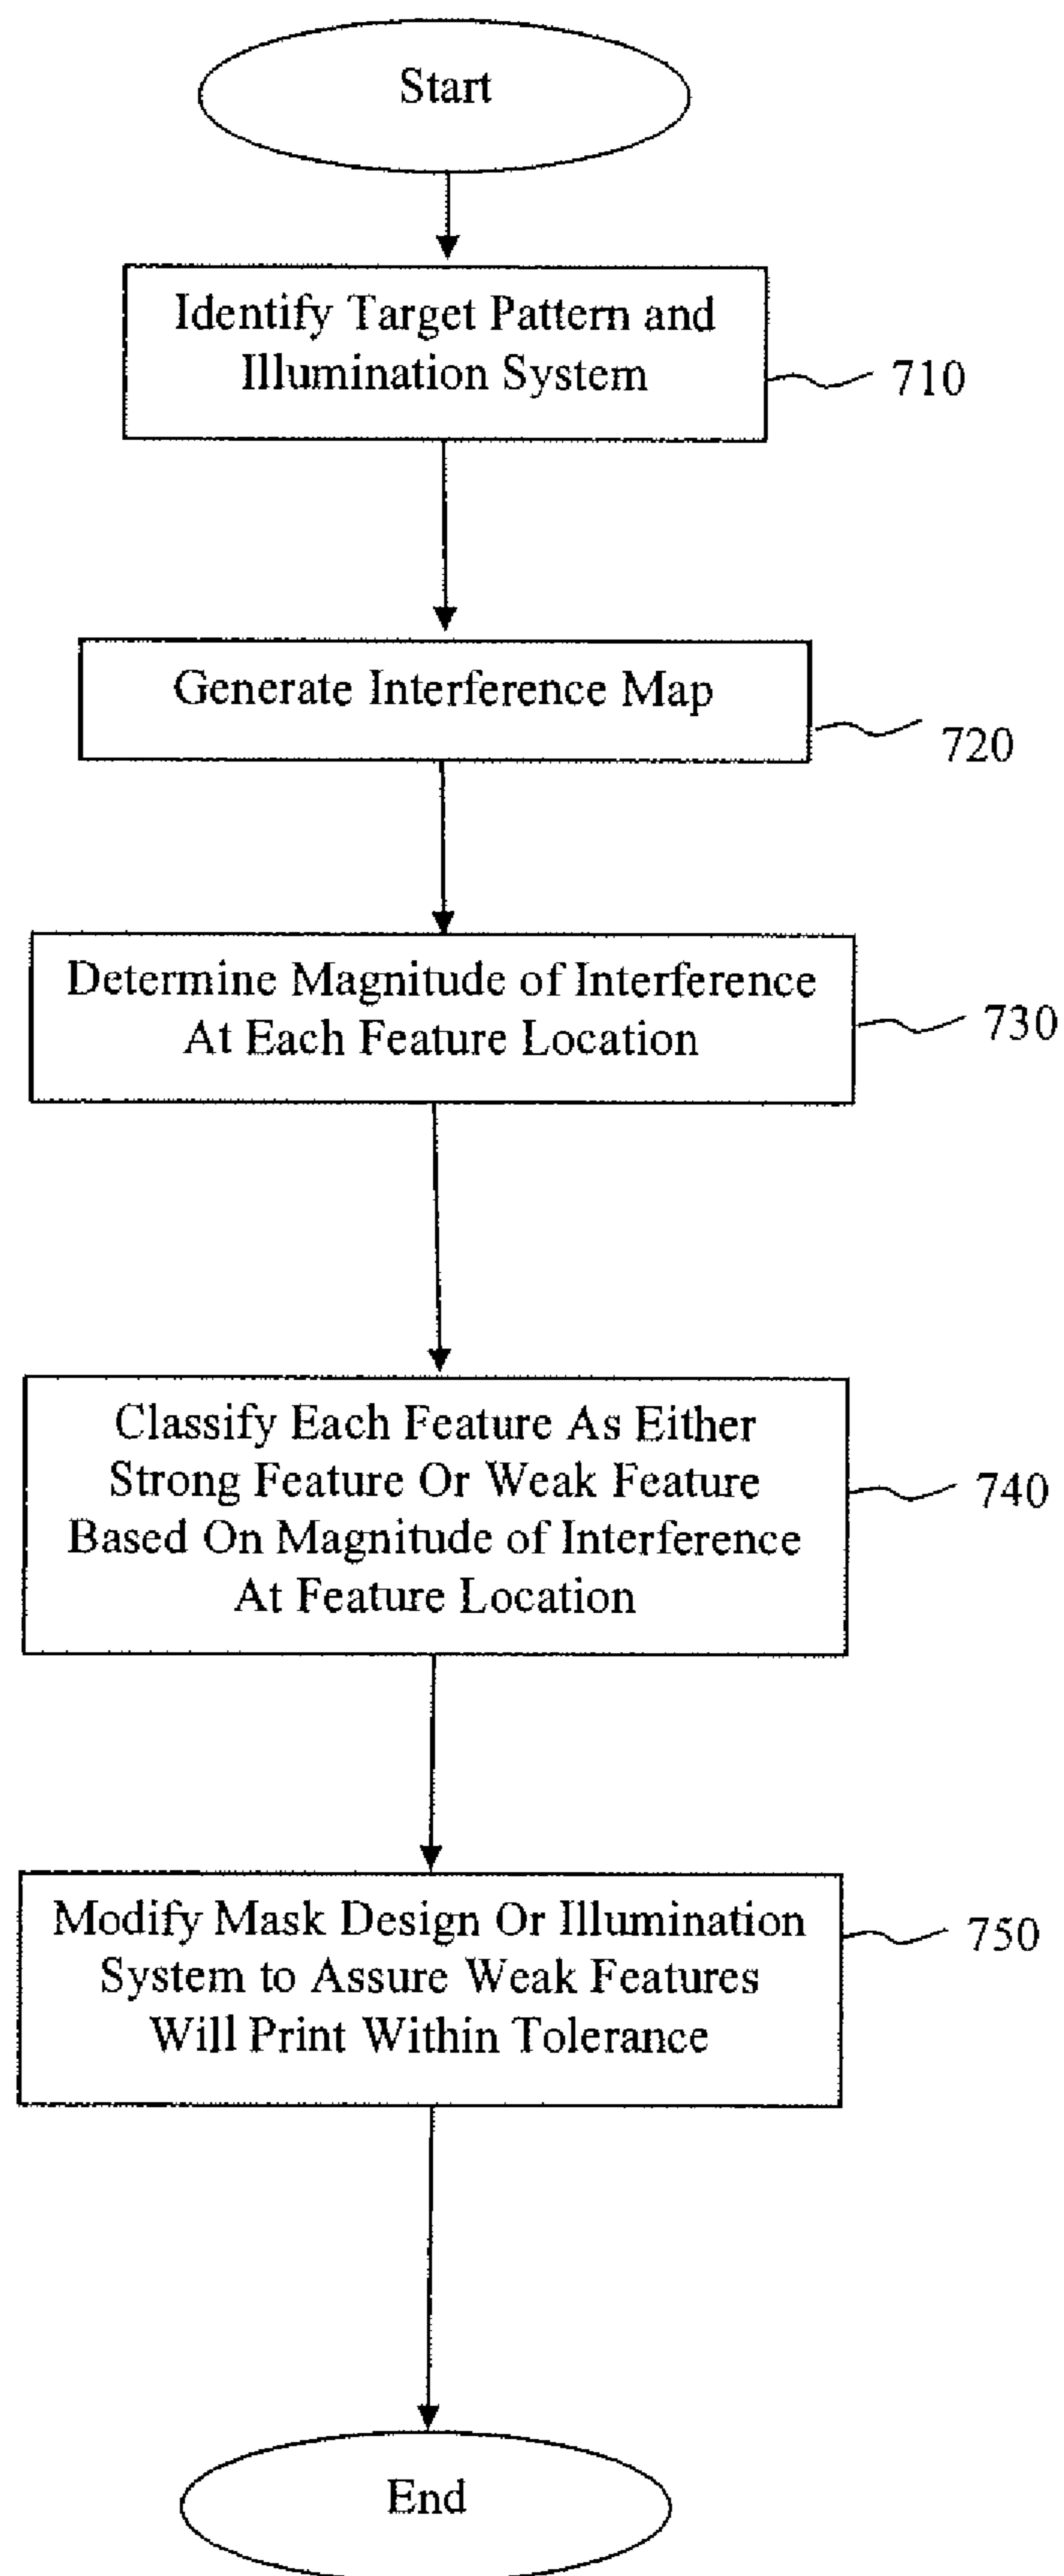 Start
Identify Target Pattern and
Illumination System
710
Generate Interference Map
720
Determine Magnitude of Interference
At Each Feature Location
730
Classify Each Feature As Either
Strong Feature Or Weak Feature
Based On Magnitude of Interference
At Feature Location
740
Modify Mask Design Or Illumination
System to Assure Weak Features
Will Print Within Tolerance
750
End